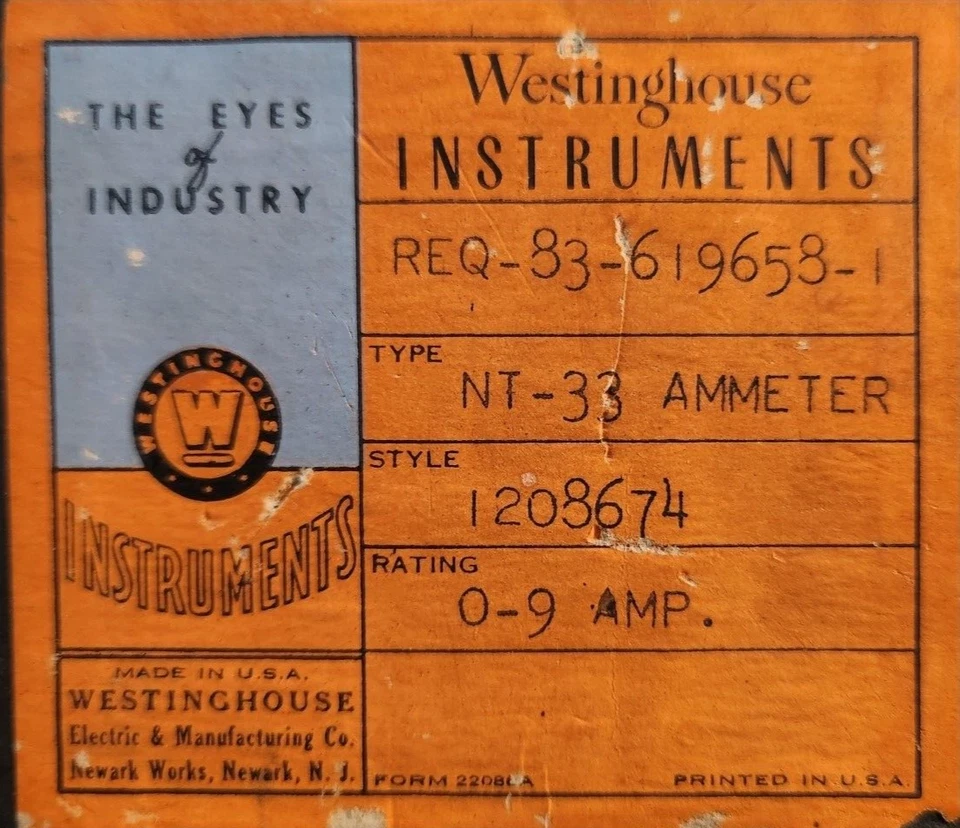 THE EYES
of
INDUSTRY
WESTINGHOUSE
W
INSTRUMENTS
MADE IN U.S.A.
WESTINGHOUSE
Electric & Manufacturing Co.
Newark Works, Newark, N. J.
Westinghouse
INSTRUMENTS
REQ-83-619658-1
TYPE
NT-33 AMMETER
STYLE
1208674
RATING
0-9 AMP.
FORM
PRINTED IN U.S.A.